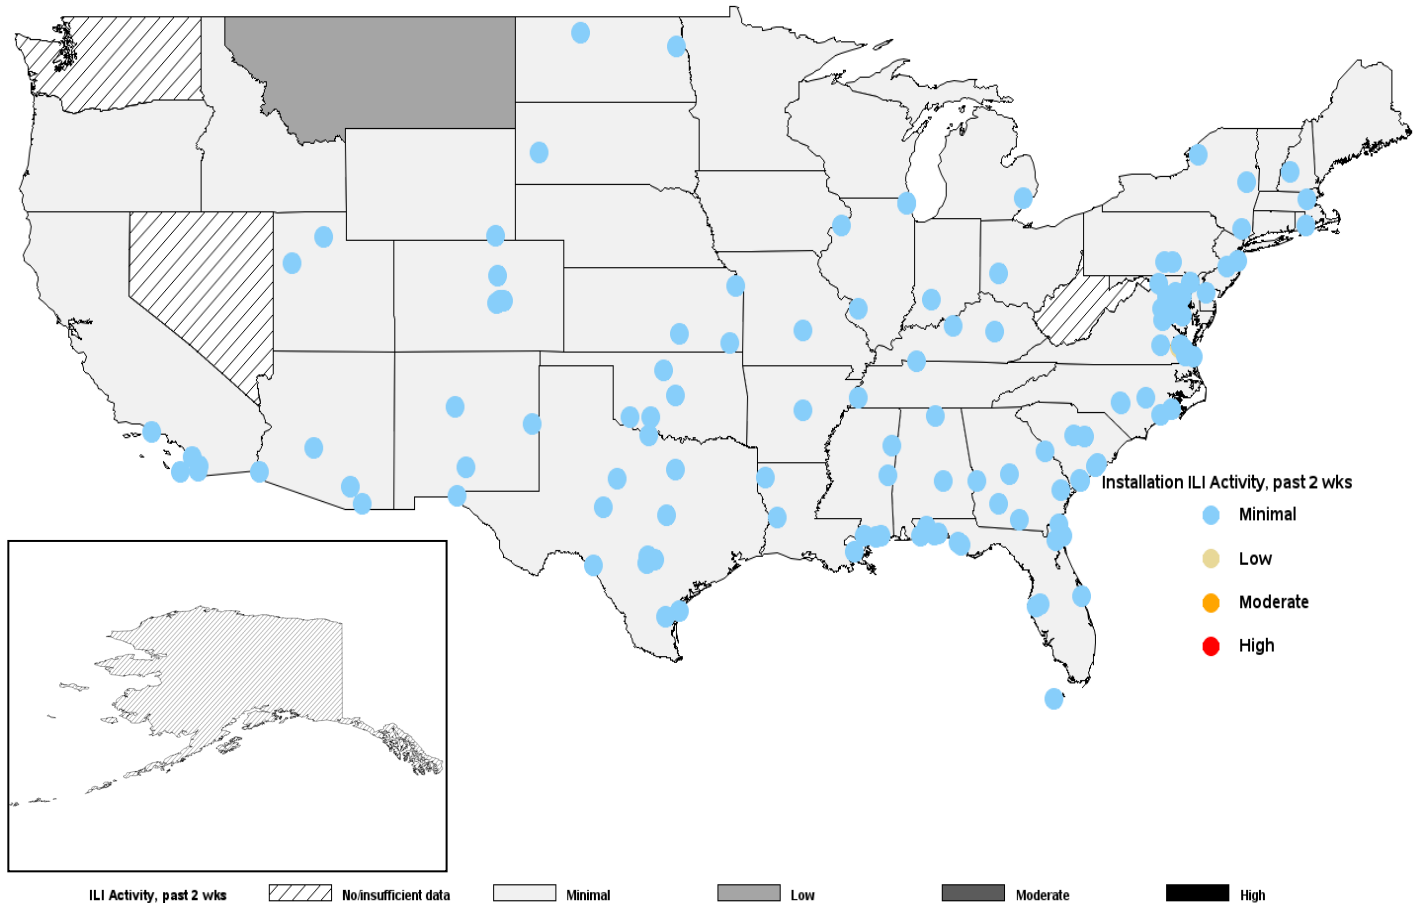 Installation ILI Activity, past 2 wks
Minimal
Low
Moderate
High
ILI Activity, past 2 wks No/insufficient data Minimal Low Moderate High